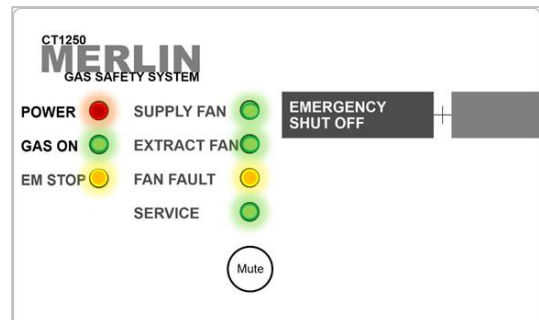 CT1250
MERLIN
GAS SAFETY SYSTEM
POWER
SUPPLY FAN
GAS ON
EXTRACT FAN
EM STOP
FAN FAULT
SERVICE
Mute
EMERGENCY
SHUT OFF